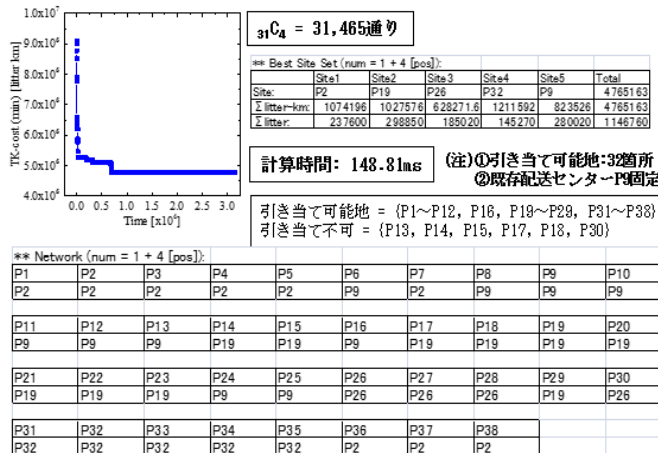 1.0x10⁷
9.0x10⁶
8.0x10⁶
7.0x10⁶
6.0x10⁶
5.0x10⁶
4.0x10⁶
TK-cost(min) [litter km]
0.0 0.5 1.0 1.5 2.0 2.5 3.0
Time [x10⁴]
₃₁C₄ = 31,465通り
** Best Site Set (num = 1 + 4 [pos]):
Site1 Site2 Site3 Site4 Site5 Total
Site: P2 P19 P26 P32 P9 4765163
Σlitter-km: 1074196 1027576 628271.6 1211592 823526 4765163
Σlitter: 237600 298850 185020 145270 280020 1146760
計算時間: 148.81ms
(注)①引き当て可能地:32箇所
②既存配送センターP9固定
引き当て可能地 = {P1~P12, P16, P19~P29, P31~P38}
引き当て不可 = {P13, P14, P15, P17, P18, P30}
** Network (num = 1 + 4 [pos]):
P1 P2 P3 P4 P5 P6 P7 P8 P9 P10
P2 P2 P2 P2 P2 P9 P2 P9 P9 P9
P11 P12 P13 P14 P15 P16 P17 P18 P19 P20
P9 P9 P9 P19 P19 P9 P19 P19 P19 P19
P21 P22 P23 P24 P25 P26 P27 P28 P29 P30
P19 P19 P19 P9 P9 P26 P26 P26 P19 P26
P31 P32 P33 P34 P35 P36 P37 P38
P32 P32 P32 P32 P32 P2 P2 P2